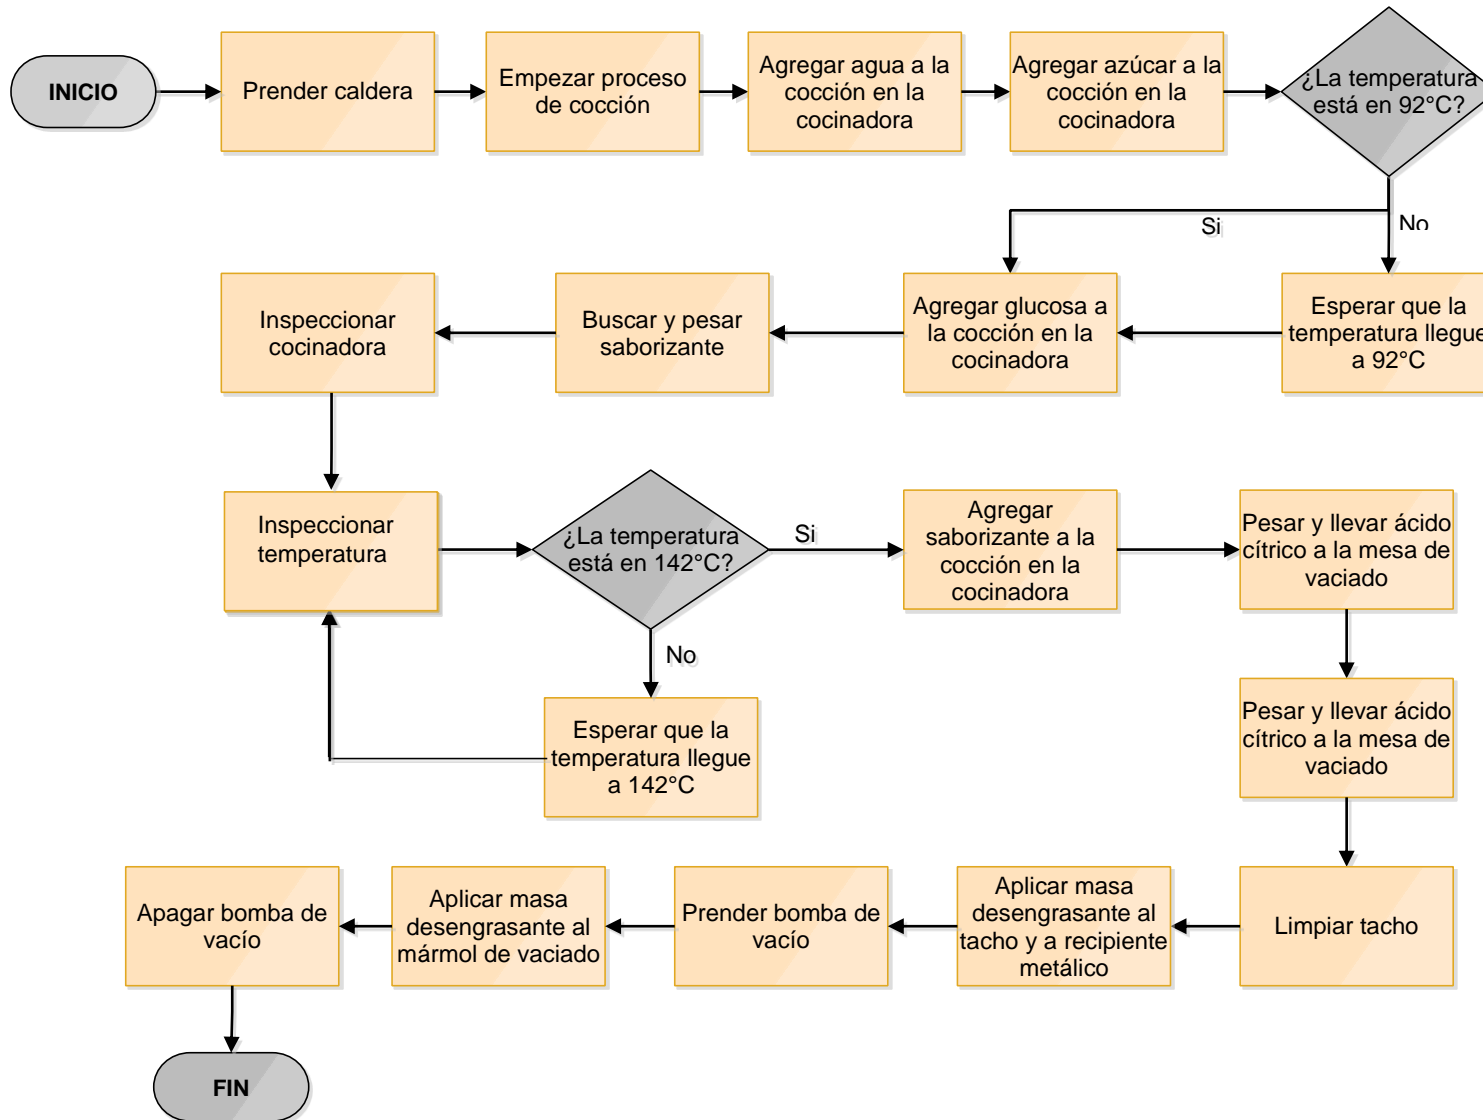 INICIO
Prender caldera
Empezar proceso
de cocción
Agregar agua a la
cocción en la
cocinadora
Agregar azúcar a la
cocción en la
cocinadora
¿La temperatura
está en 92°C?
Si
No
Esperar que la
temperatura llegue
a 92°C
Agregar glucosa a
la cocción en la
cocinadora
Buscar y pesar
saborizante
Inspeccionar
cocinadora
Inspeccionar
temperatura
¿La temperatura
está en 142°C?
Si
No
Esperar que la
temperatura llegue
a 142°C
Agregar
saborizante a la
cocción en la
cocinadora
Pesar y llevar ácido
cítrico a la mesa de
vaciado
Pesar y llevar ácido
cítrico a la mesa de
vaciado
Limpiar tacho
Aplicar masa
desengrasante al
tacho y a recipiente
metálico
Prender bomba de
vacío
Aplicar masa
desengrasante al
mármol de vaciado
Apagar bomba de
vacío
FIN